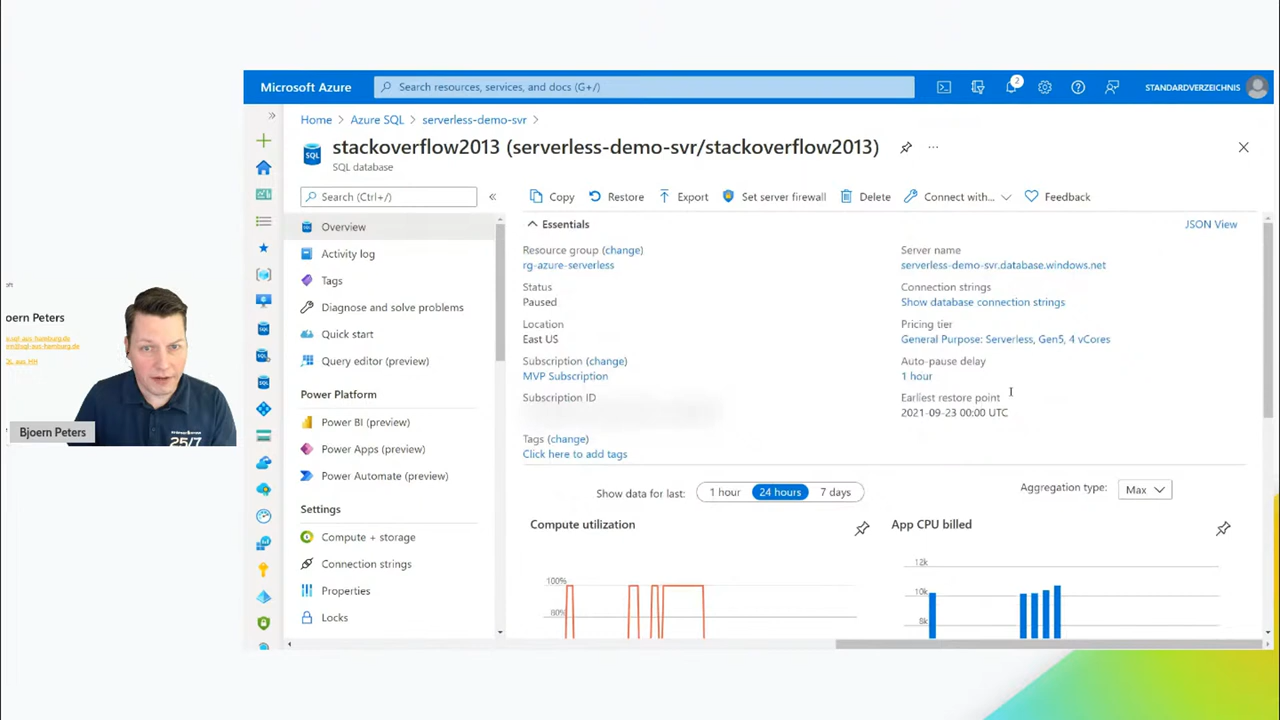 oft
oern Peters
Bjoern Peters
25/7
Microsoft Azure
Search resources, services, and docs (G+/)
2
STANDARDVERZEICHNIS
Home > Azure SQL > serverless-demo-svr >
SQL
stackoverflow2013 (serverless-demo-svr/stackoverflow2013)
...
SQL database
Search (Ctrl+/)
Copy
Restore
Export
Set server firewall
Delete
Connect with...
Feedback
Overview
Activity log
Tags
Diagnose and solve problems
Quick start
Query editor (preview)
Power Platform
Power BI (preview)
Power Apps (preview)
Power Automate (preview)
Settings
Compute + storage
Connection strings
Properties
Locks
Essentials
JSON View
Resource group (change)
rg-azure-serverless
Status
Paused
Location
East US
Subscription (change)
MVP Subscription
Subscription ID
Tags (change)
Click here to add tags
Server name
serverless-demo-svr.database.windows.net
Connection strings
Show database connection strings
Pricing tier
General Purpose: Serverless, Gen5, 4 vCores
Auto-pause delay
1 hour
Earliest restore point
2021-09-23 00:00 UTC
Show data for last:
1 hour
24 hours
7 days
Aggregation type:
Max
Compute utilization
100%
80%
App CPU billed
12k
10k
8k